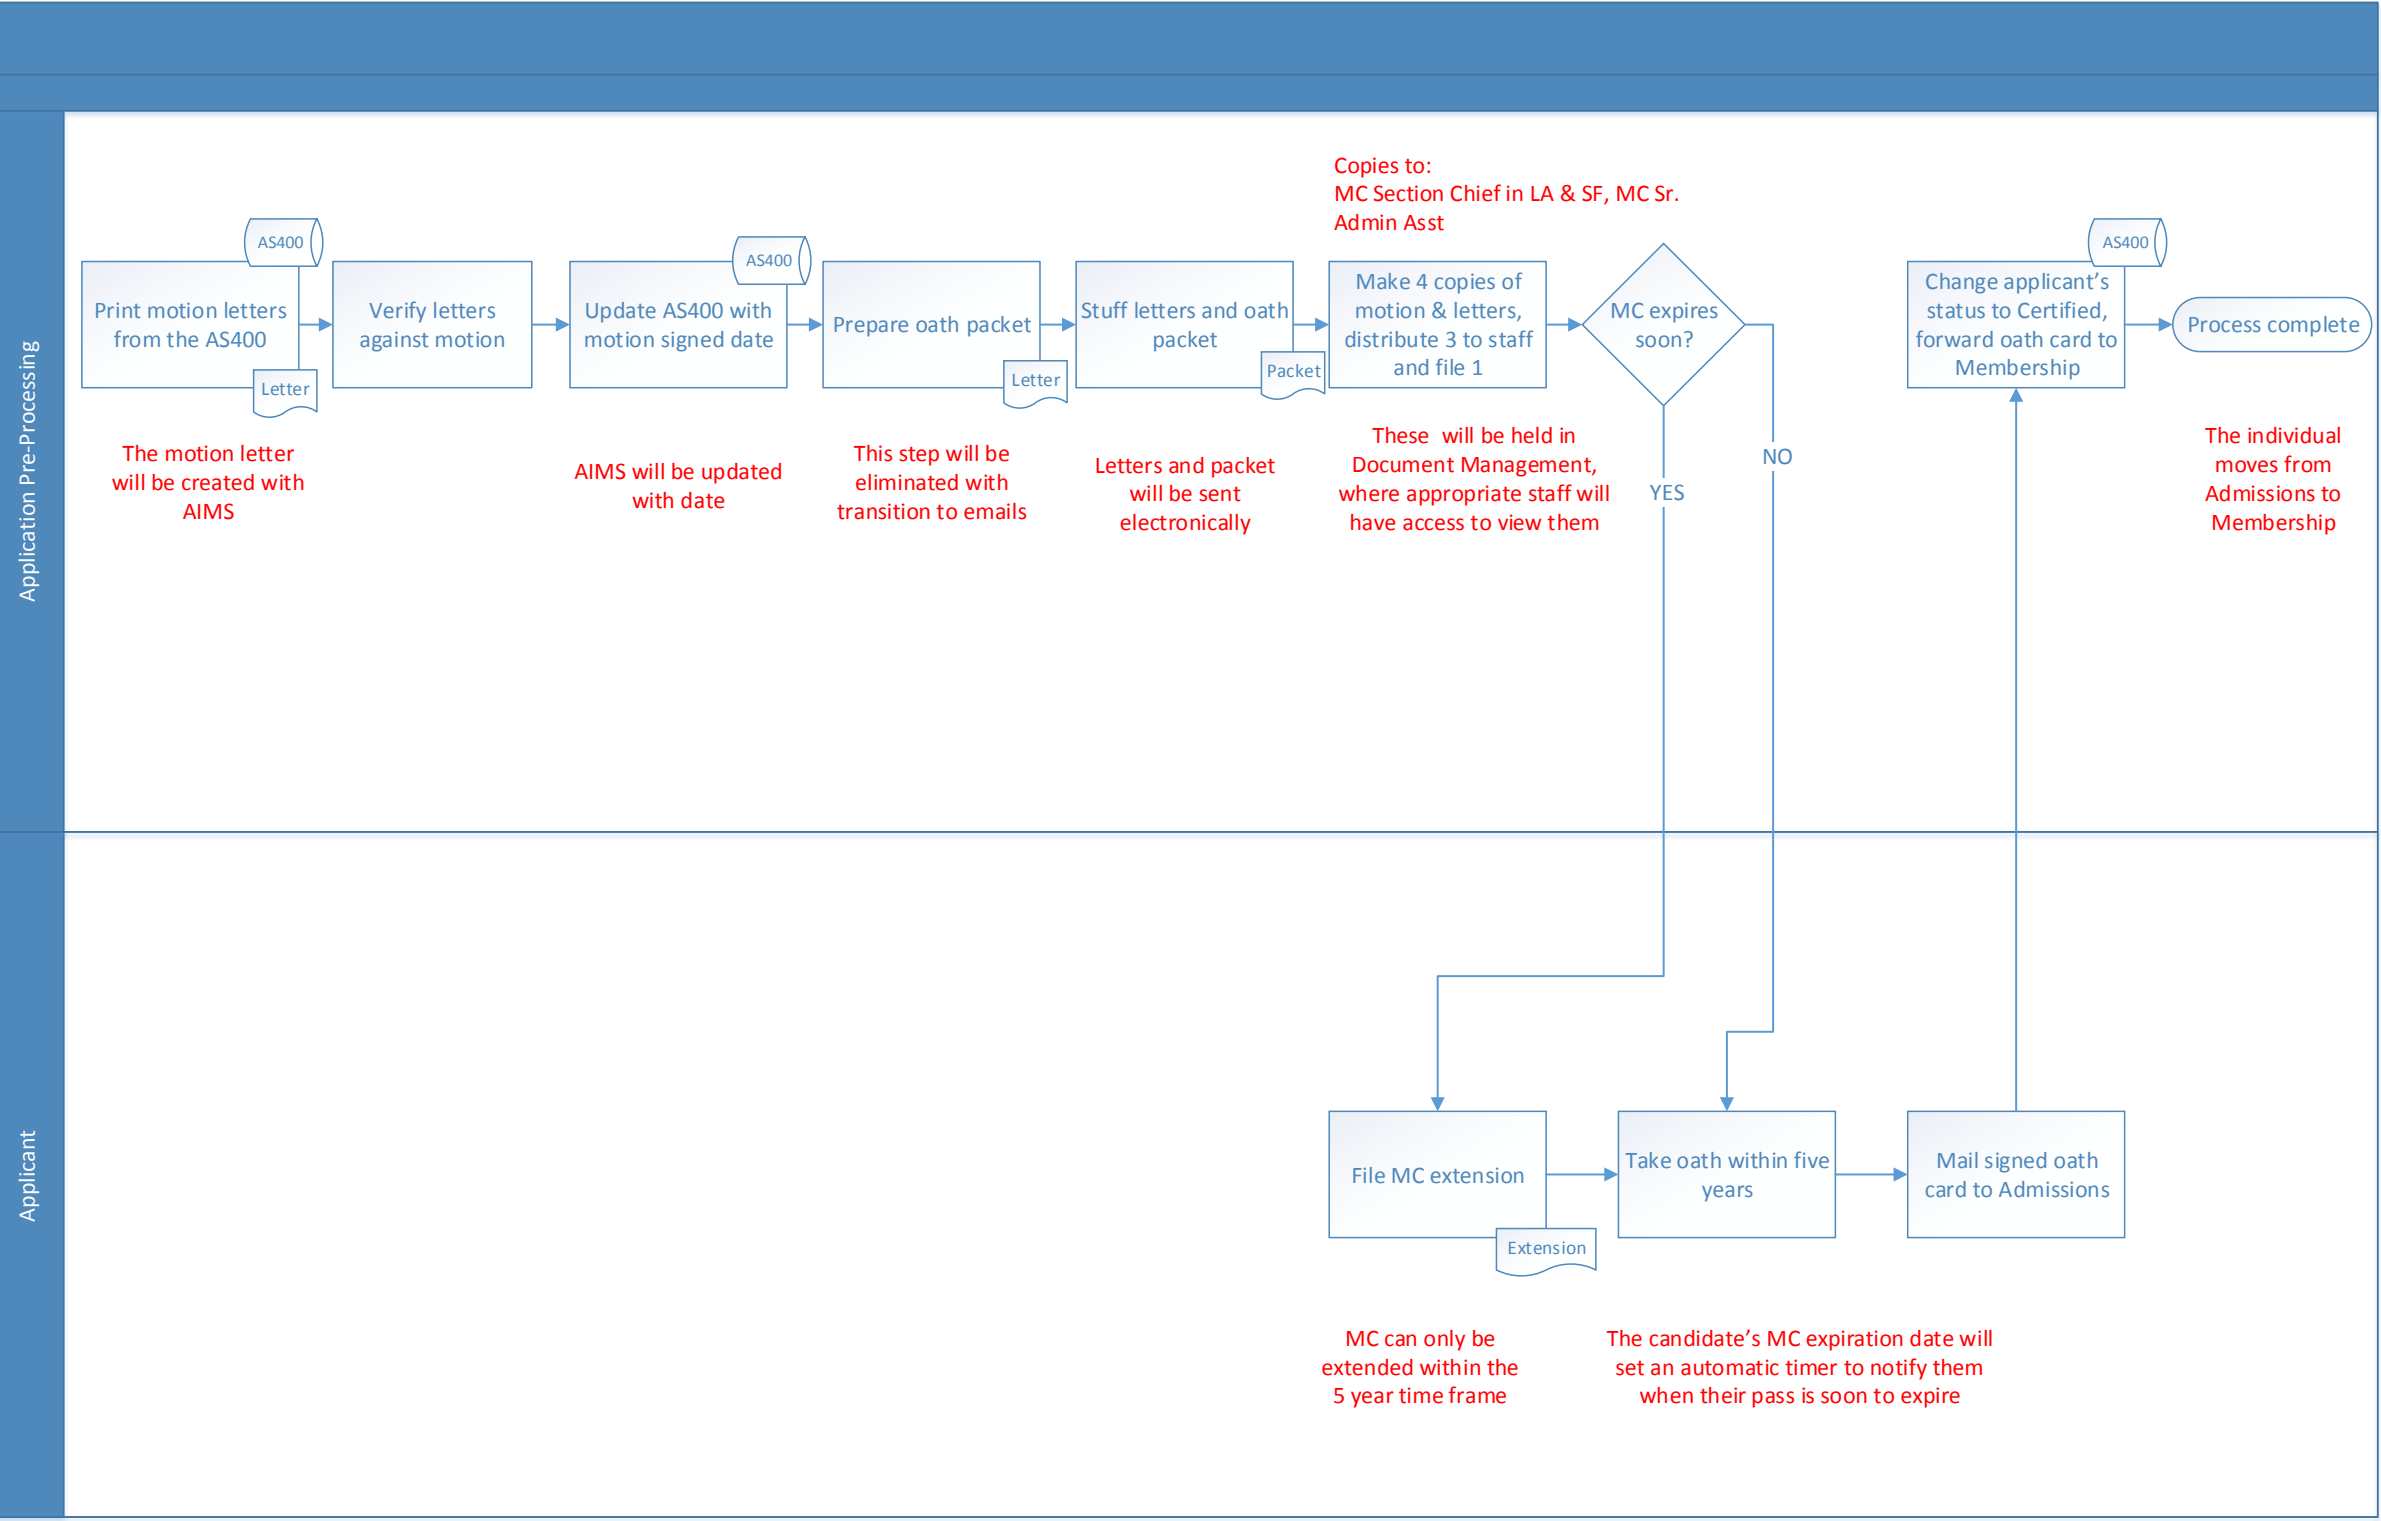 Application Pre-Processing
Copies to:
MC Section Chief in LA & SF, MC Sr.
Admin Asst
AS400
Print motion letters
from the AS400
Letter
The motion letter
will be created with
AIMS
Verify letters
against motion
AS400
Update AS400 with
motion signed date
AIMS will be updated
with date
Prepare oath packet
Letter
This step will be
eliminated with
transition to emails
Stuff letters and oath
packet
Packet
Letters and packet
will be sent
electronically
Make 4 copies of
motion & letters,
distribute 3 to staff
and file 1
These  will be held in
Document Management,
where appropriate staff will
have access to view them
MC expires
soon?
YES
NO
AS400
Change applicant’s
status to Certified,
forward oath card to
Membership
Process complete
The individual
moves from
Admissions to
Membership
Applicant
File MC extension
Extension
MC can only be
extended within the
5 year time frame
Take oath within five
years
The candidate’s MC expiration date will
set an automatic timer to notify them
when their pass is soon to expire
Mail signed oath
card to Admissions